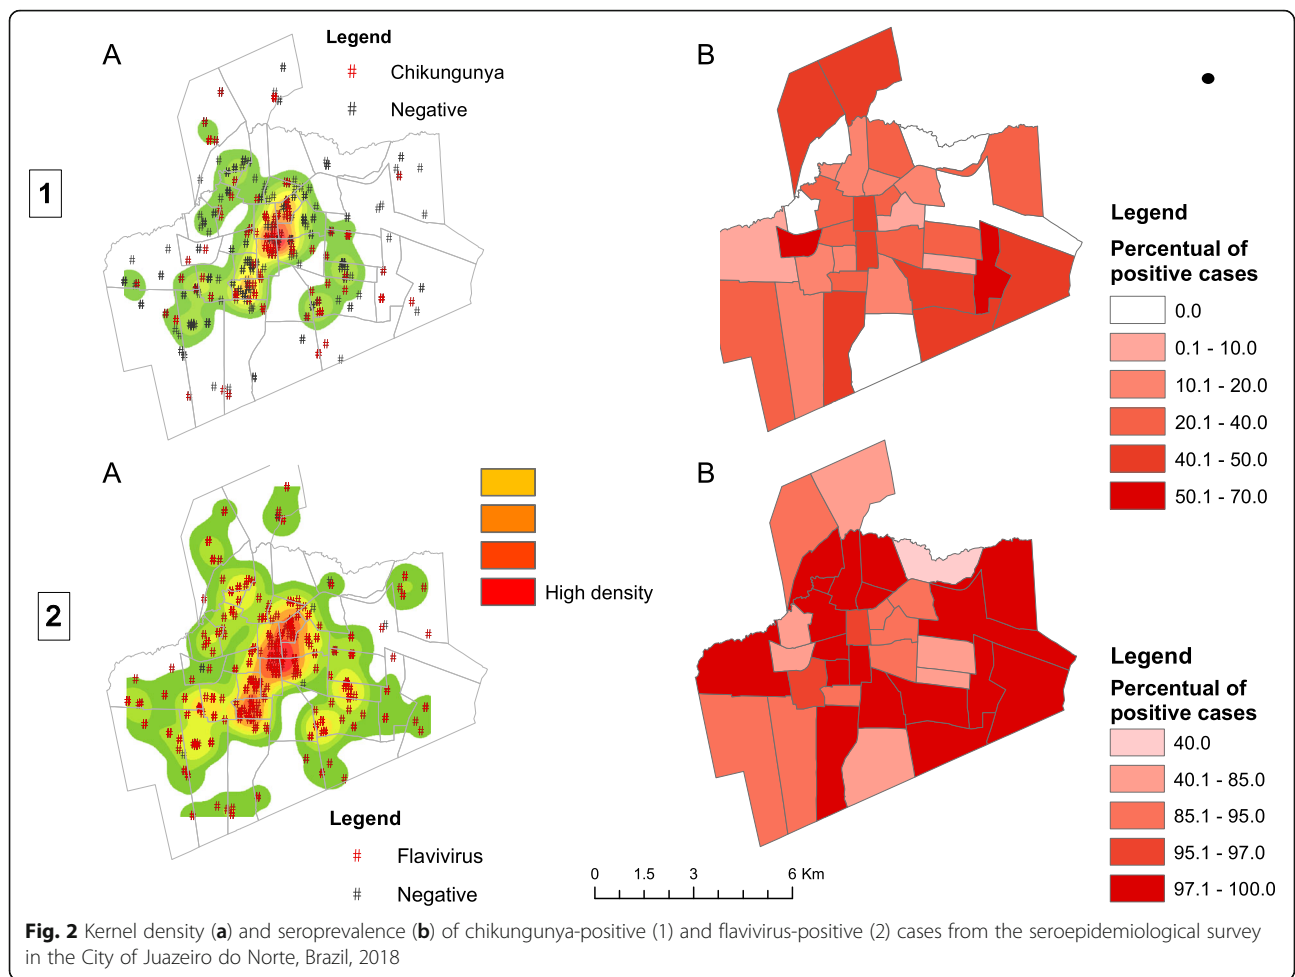 A
Legend
# Chikungunya
# Negative
1
B
Legend
Percentual of
positive cases
0.0
0.1 - 10.0
10.1 - 20.0
20.1 - 40.0
40.1 - 50.0
50.1 - 70.0
A
High density
2
Legend
# Flavivirus
# Negative
B
0 1.5 3 6 Km
Legend
Percentual of
positive cases
40.0
40.1 - 85.0
85.1 - 95.0
95.1 - 97.0
97.1 - 100.0
Fig. 2 Kernel density (a) and seroprevalence (b) of chikungunya-positive (1) and flavivirus-positive (2) cases from the seroepidemiological survey
in the City of Juazeiro do Norte, Brazil, 2018